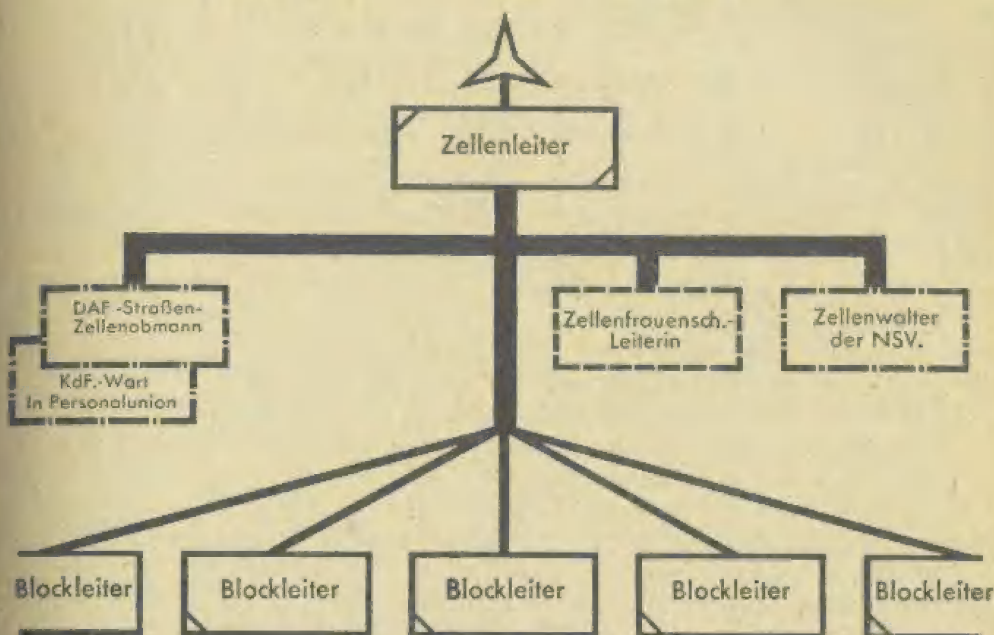 Zellenleiter
DAF.-Straßen-
Zellenobmann
KdF.-Wart
In Personalunion
Zellenfrauensch.-
Leiterin
Zellenwalter
der NSV.
Blockleiter
Blockleiter
Blockleiter
Blockleiter
Blockleiter